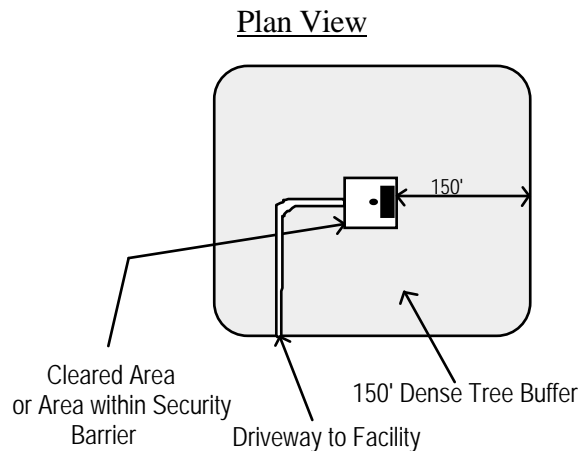 Plan View
150'
Cleared Area
or Area within Security
Barrier
150' Dense Tree Buffer
Driveway to Facility